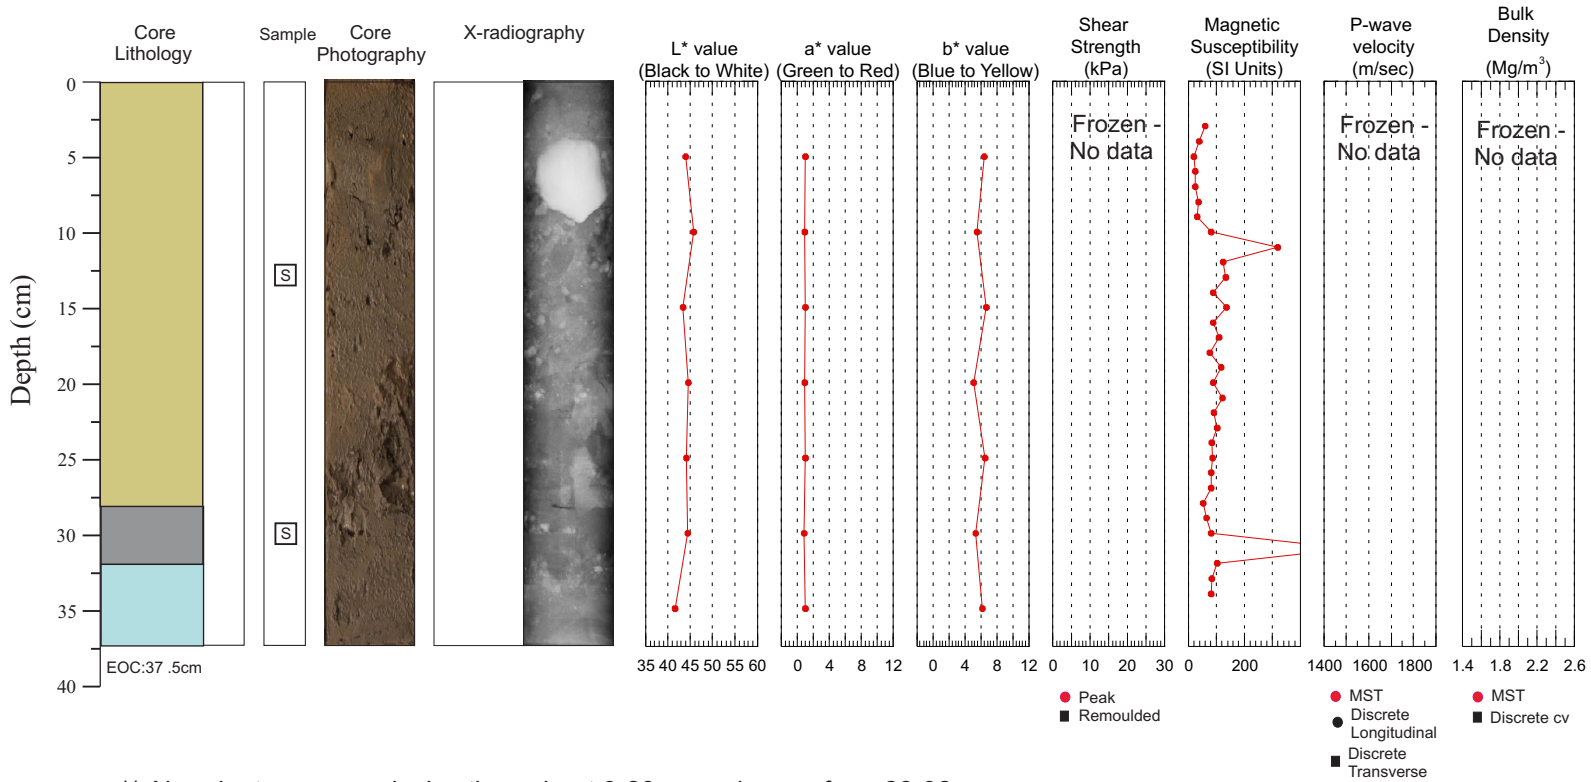 Core
Lithology
Sample
Core
Photography
X-radiography
L* value
(Black to White)
a* value
(Green to Red)
b* value
(Blue to Yellow)
Shear
Strength
(kPa)
Magnetic
Susceptibility
(SI Units)
P-wave
velocity
(m/sec)
Bulk
Density
(Mg/m³)
Depth (cm)
0
5
10
15
20
25
30
35
40
S
S
EOC:37 .5cm
Frozen -
No data
Frozen -
No data
Frozen -
No data
35 40 45 50 55 60
0 4 8 12
0 4 8 12
0 10 20 30
0 200
1400 1600 1800
1.4 1.8 2.2 2.6
Peak
Remoulded
MST
Discrete
Longitudinal
Discrete
Transverse
MST
Discrete cv